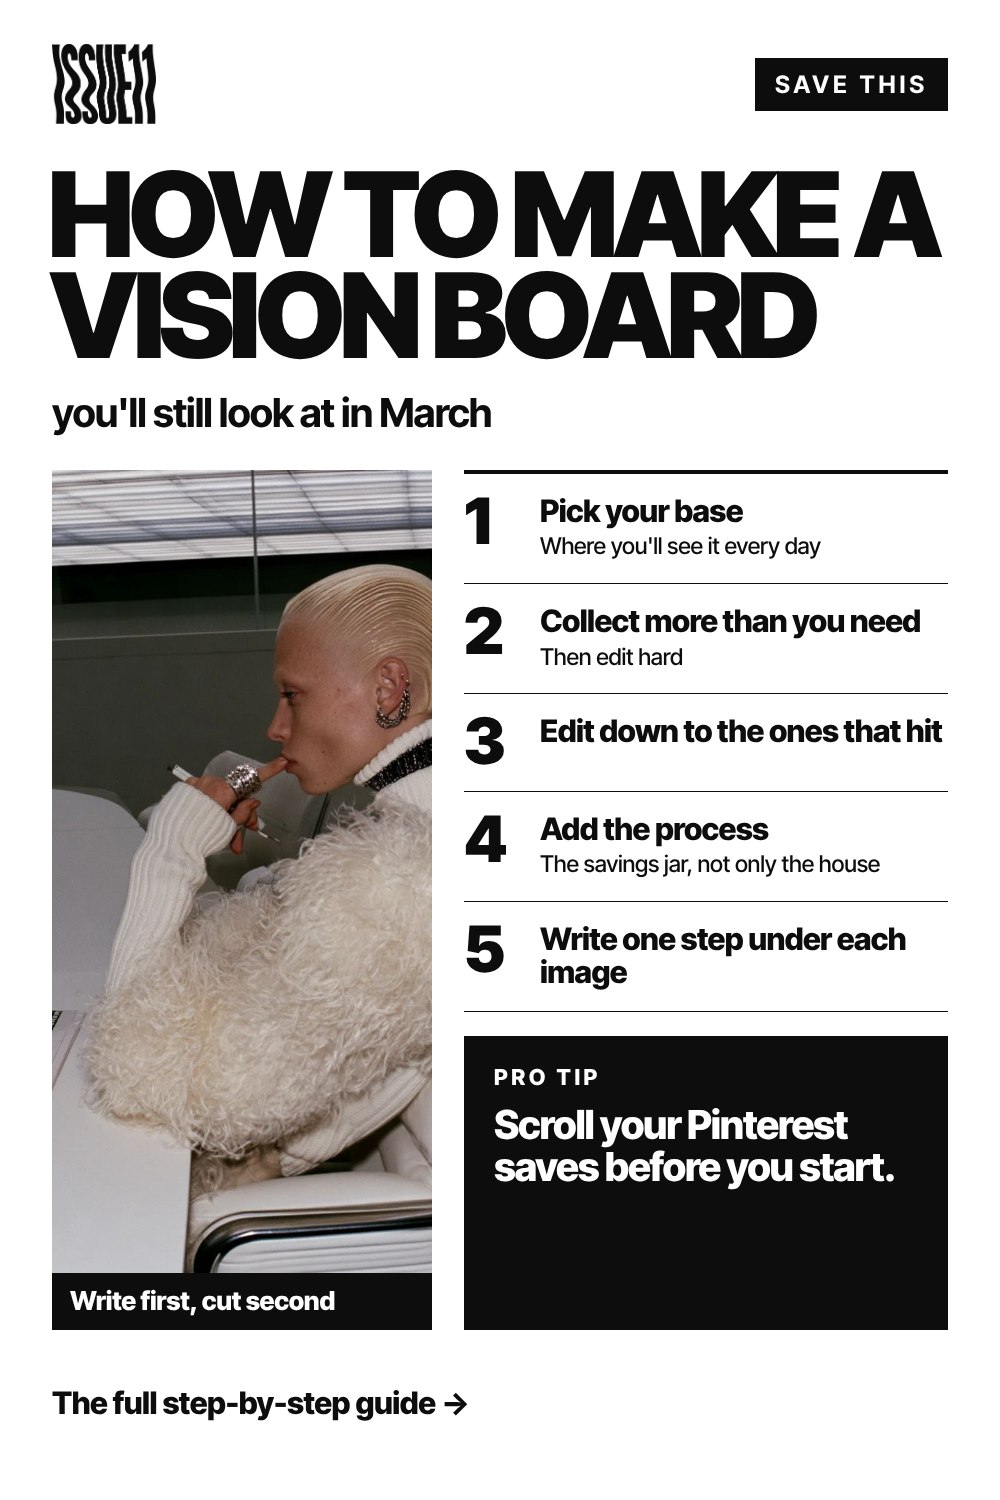 ISSUE11
SAVE THIS
HOW TO MAKE A
VISION BOARD
you'll still look at in March
1 Pick your base
Where you'll see it every day
2 Collect more than you need
Then edit hard
3 Edit down to the ones that hit
4 Add the process
The savings jar, not only the house
5 Write one step under each
image
PRO TIP
Scroll your Pinterest
saves before you start.
Write first, cut second
The full step-by-step guide →